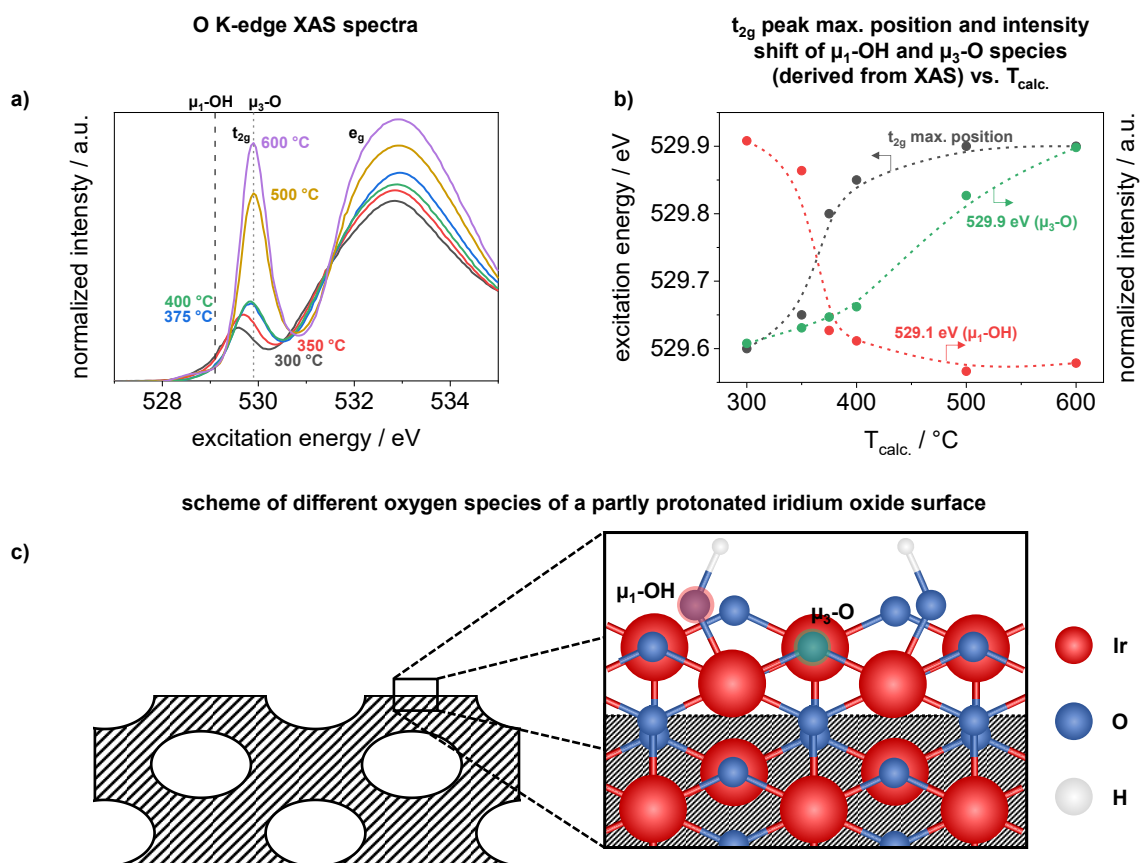 O K-edge XAS spectra
a)
μ₁-OH
μ₃-O
t₂g
eg
600 °C
500 °C
400 °C
375 °C
350 °C
300 °C
normalized intensty / a.u.
528
530
532
534
excitation energy / eV
t₂g peak max. position and intensity
shift of μ₁-OH and μ₃-O species
(derived from XAS) vs. Tcalc.
b)
529.9
529.8
529.7
529.6
excitation energy / eV
t₂g max. position
529.9 eV (μ₃-O)
529.1 eV (μ₁-OH)
normalized intensity / a.u.
300
400
500
600
Tcalc. / °C
scheme of different oxygen species of a partly protonated iridium oxide surface
c)
μ₁-OH
μ₃-O
Ir
O
H